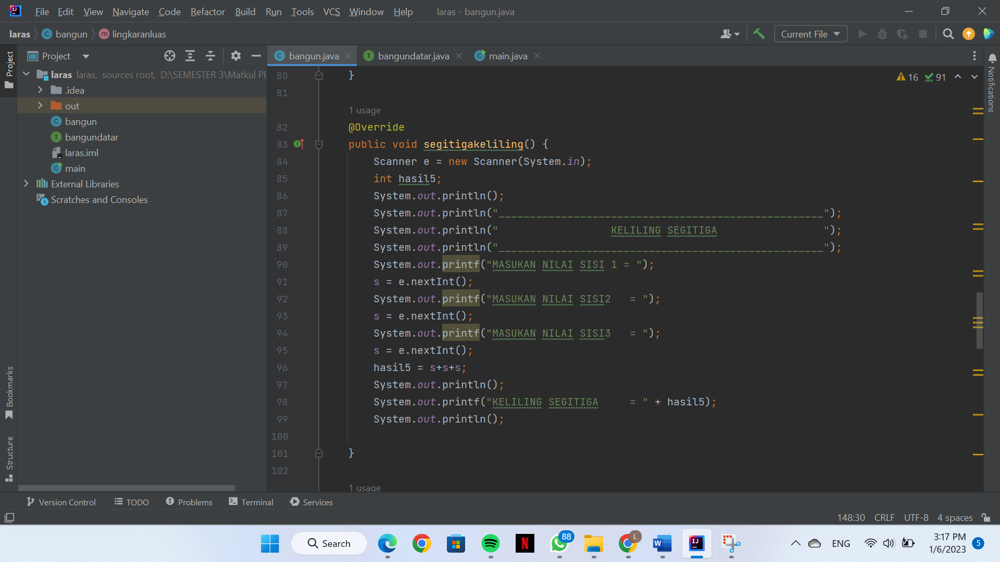 File Edit View Navigate Code Refactor Build Run Tools VCS Window Help laras - bangun.java
laras bangun lingkaranluas Current File
Project bangun.java bangundatar.java main.java
Project
laras laras, sources root, D:\SEMESTER 3\Matkul PE
.idea
out
bangun
bangundatar
laras.iml
main
External Libraries
Scratches and Consoles
Bookmarks
Structure
16 91
Notifications
80 }
81
1 usage
82 @Override
83 public void segitigakeliling() {
84 Scanner e = new Scanner(System.in);
85 int hasil5;
86 System.out.println();
87 System.out.println("____________________________________________________");
88 System.out.println("                  KELILING SEGITIGA                 ");
89 System.out.println("____________________________________________________");
90 System.out.printf("MASUKAN NILAI SISI 1 = ");
91 s = e.nextInt();
92 System.out.printf("MASUKAN NILAI SISI2   = ");
93 s = e.nextInt();
94 System.out.printf("MASUKAN NILAI SISI3   = ");
95 s = e.nextInt();
96 hasil5 = s+s+s;
97 System.out.println();
98 System.out.printf("KELILING SEGITIGA     = " + hasil5);
99 System.out.println();
100
101 }
102
1 usage
Version Control TODO Problems Terminal Services
148:30 CRLF UTF-8 4 spaces
Search 88 L ENG 3:17 PM 5
1/6/2023